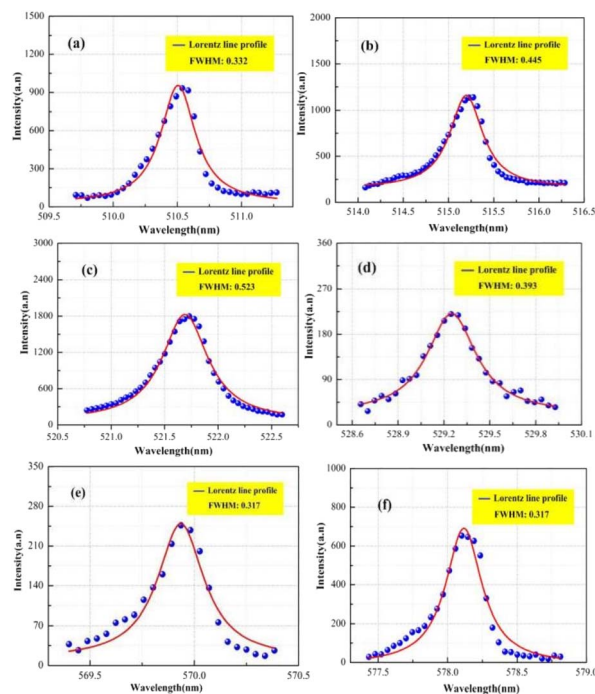 (a)
Lorentz line profile
FWHM: 0.332
Intensity(a.n)
1500
1200
900
600
300
0
509.5
510.0
510.5
511.0
511.5
Wavelength(nm)
(b)
Lorentz line profile
FWHM: 0.445
Intensity(a.n)
2000
1500
1000
500
0
514.0
514.5
515.0
515.5
516.0
516.5
Wavelength(nm)
(c)
Lorentz line profile
FWHM: 0.523
Intensity(a.n)
3000
2400
1800
1200
600
0
520.5
521.0
521.5
522.0
522.5
Wavelength(nm)
(d)
Lorentz line profile
FWHM: 0.393
Intensity(a.n)
360
270
180
90
0
528.6
528.9
529.2
529.5
529.8
530.1
Wavelength(nm)
(e)
Lorentz line profile
FWHM: 0.317
Intensity(a.n)
350
280
210
140
70
0
569.5
570.0
570.5
Wavelength(nm)
(f)
Lorentz line profile
FWHM: 0.317
Intensity(a.n)
1000
800
600
400
200
0
577.5
578.0
578.5
579.0
Wavelength(nm)